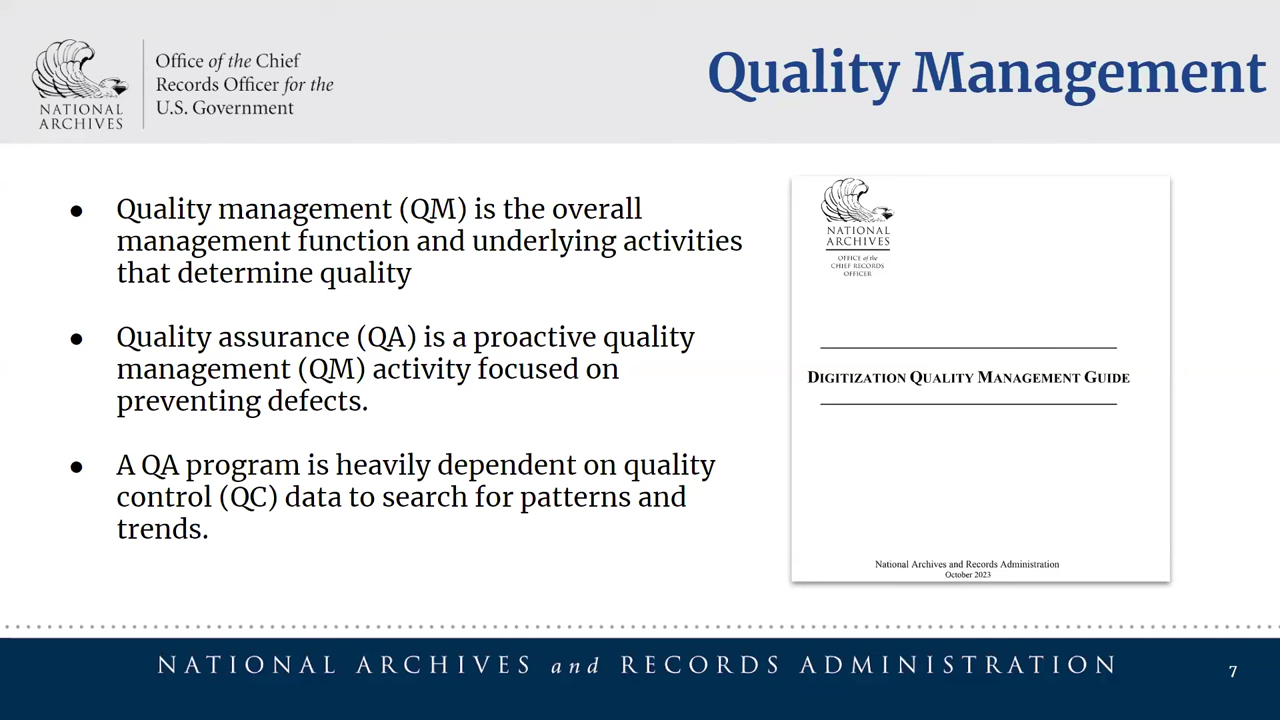 NATIONAL
ARCHIVES
Office of the Chief
Records Officer for the
U.S. Government
Quality Management
● Quality management (QM) is the overall
management function and underlying activities
that determine quality
● Quality assurance (QA) is a proactive quality
management (QM) activity focused on
preventing defects.
● A QA program is heavily dependent on quality
control (QC) data to search for patterns and
trends.
NATIONAL
ARCHIVES
OFFICE of the
CHIEF RECORDS
OFFICER
DIGITIZATION QUALITY MANAGEMENT GUIDE
National Archives and Records Administration
October 2023
NATIONAL ARCHIVES and RECORDS ADMINISTRATION
7